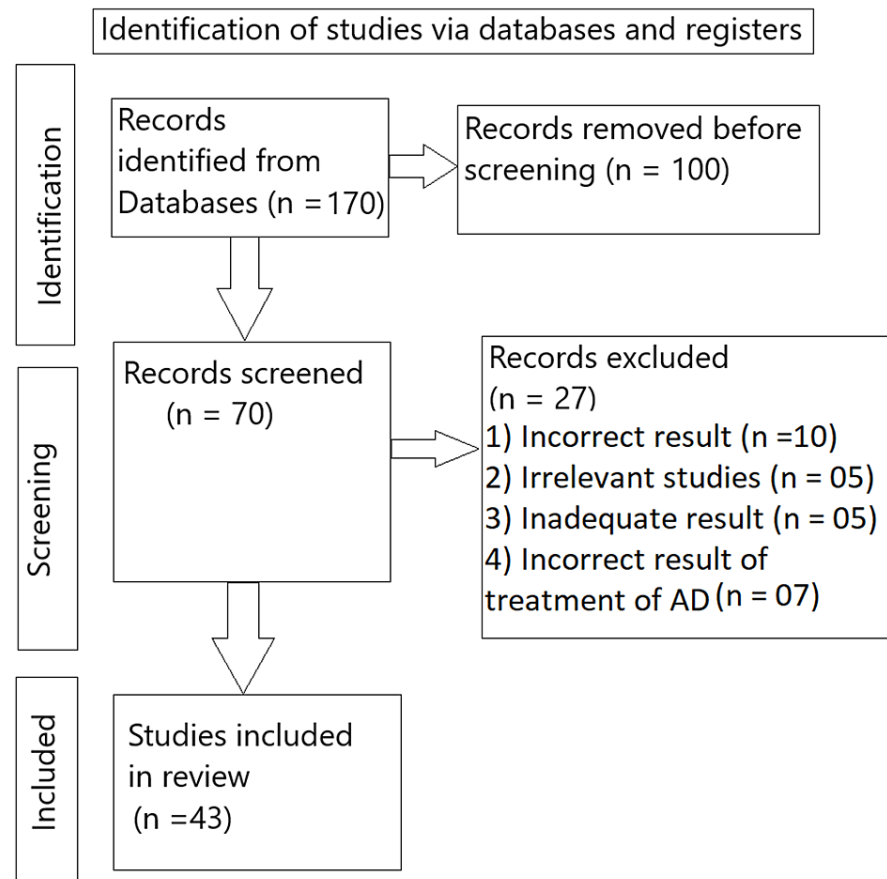 Identification of studies via databases and registers
Identification
Records
identified from
Databases (n =170)
Records removed before
screening (n = 100)
Screening
Records screened
(n = 70)
Records excluded
(n = 27)
1) Incorrect result (n =10)
2) Irrelevant studies (n = 05)
3) Inadequate result (n = 05)
4) Incorrect result of
treatment of AD (n = 07)
Included
Studies included
in review
(n =43)